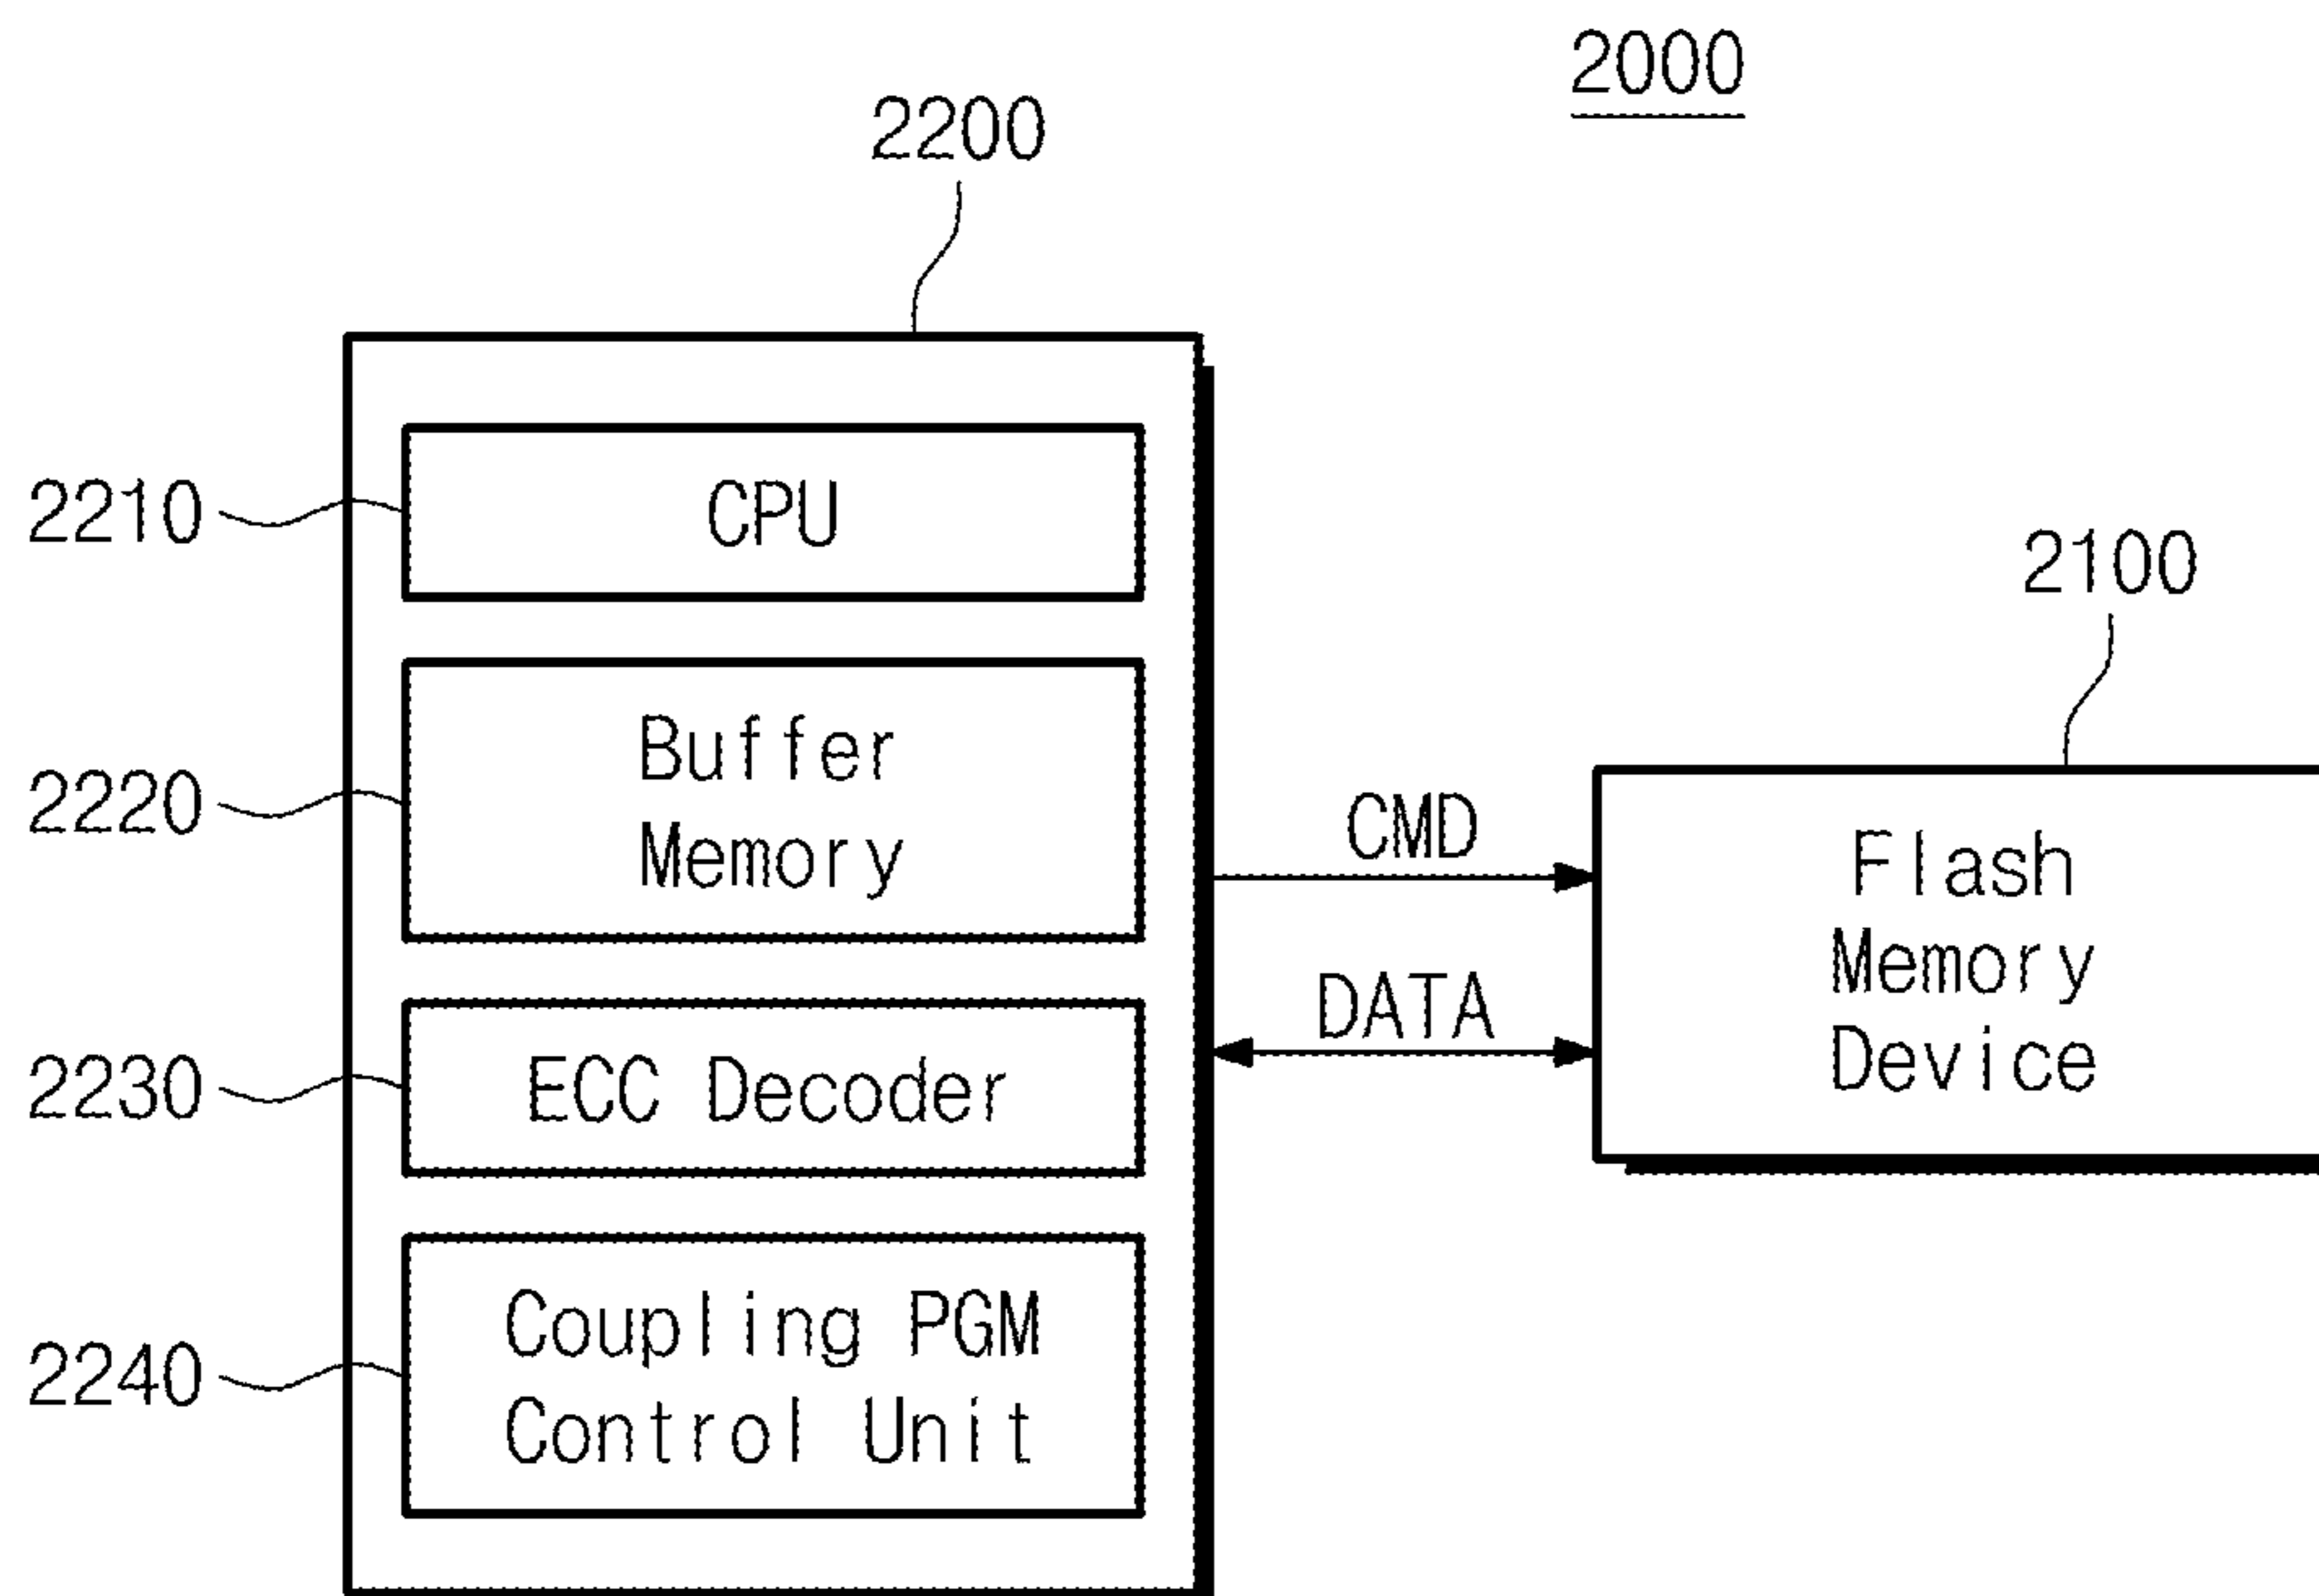 2000
2200
2210
CPU
2100
2220
Buffer
Memory
CMD
Flash
Memory
Device
DATA
2230
ECC Decoder
2240
Coupling PGM
Control Unit